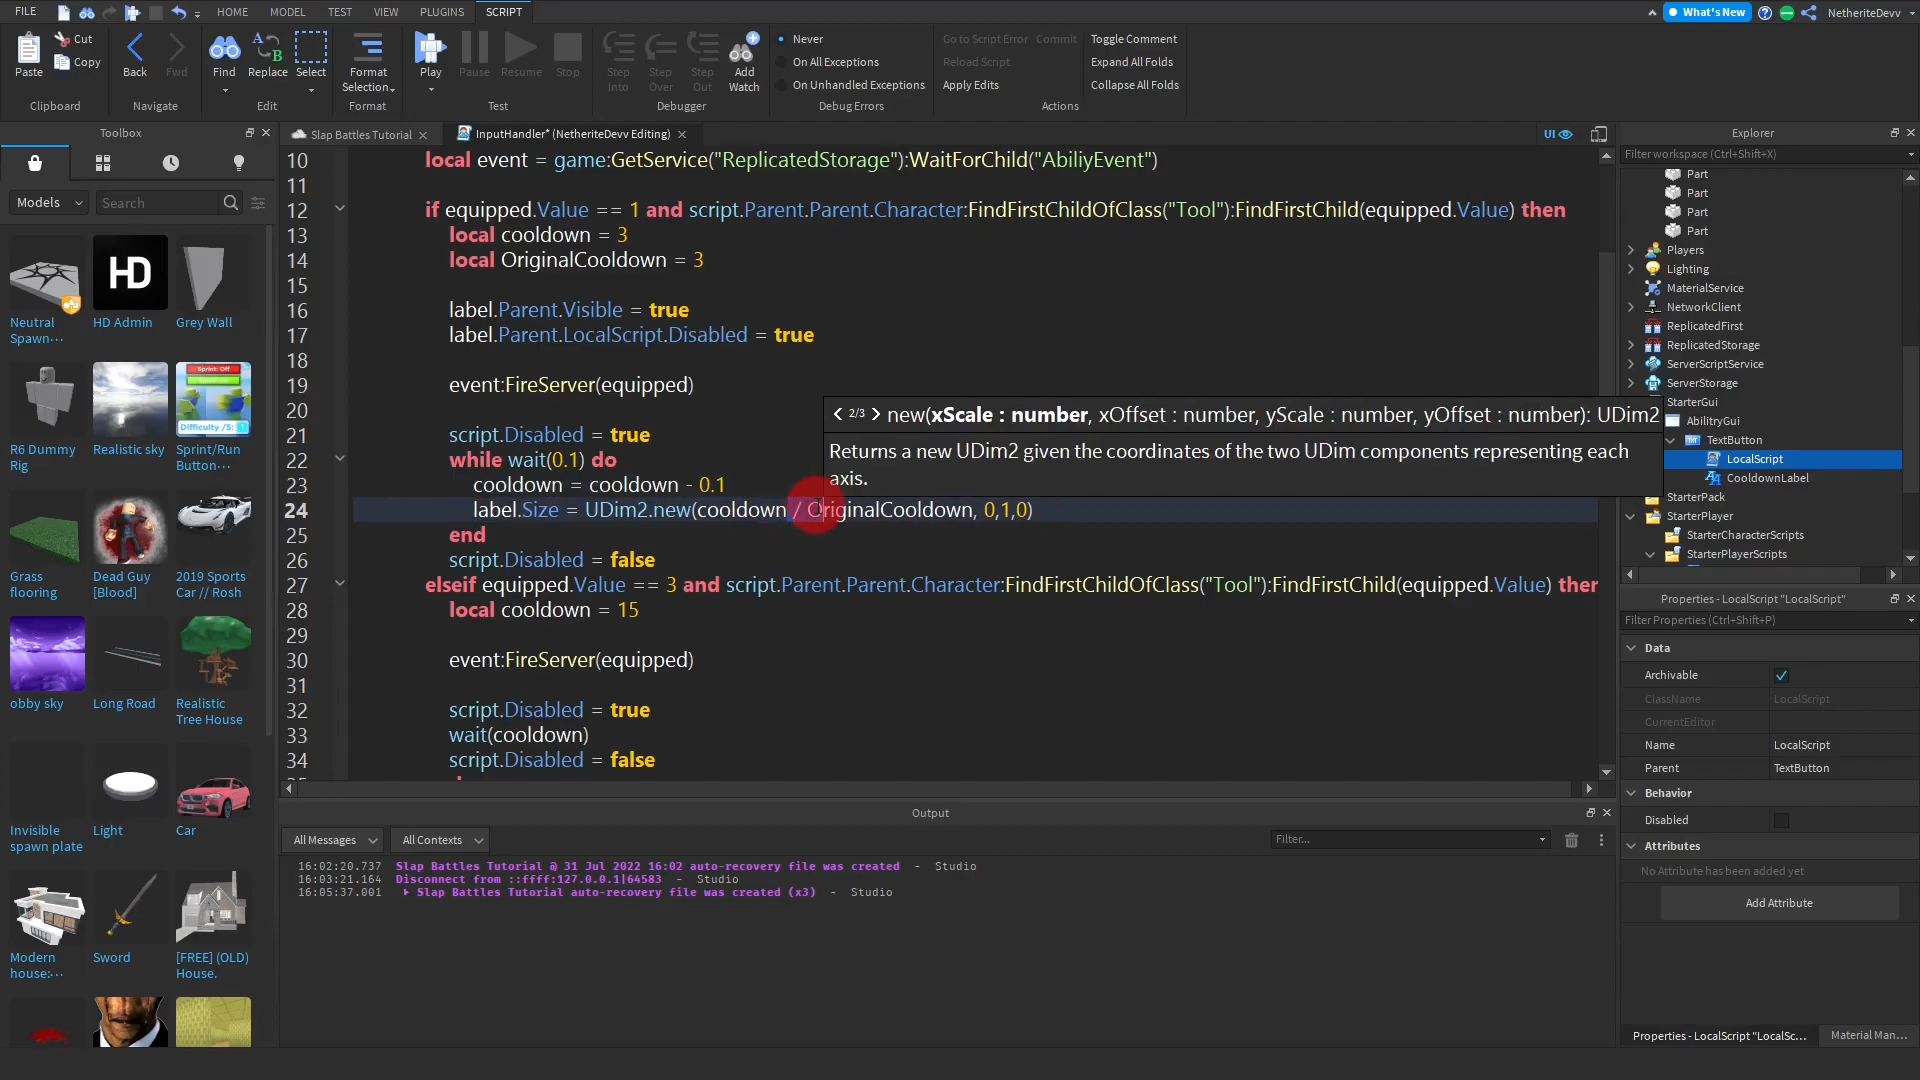 FILE
HOME
MODEL
TEST
VIEW
PLUGINS
SCRIPT
What's New
NetheriteDevv
Paste
Cut
Copy
Clipboard
Back
Fwd
Navigate
Find
Replace
Select
Edit
Format
Selection
Format
Play
Pause
Resume
Stop
Test
Step
Into
Step
Over
Step
Out
Add
Watch
Debugger
Never
On All Exceptions
On Unhandled Exceptions
Debug Errors
Go to Script Error
Commit
Reload Script
Apply Edits
Toggle Comment
Expand All Folds
Collapse All Folds
Actions
Toolbox
Models
Search
Neutral
Spawn···
HD
HD Admin
Grey Wall
R6 Dummy
Rig
Realistic sky
Sprint: Off
Difficulty /5: 1
Sprint/Run
Button···
Grass
flooring
Dead Guy
[Blood]
2019 Sports
Car // Rosh
obby sky
Long Road
Realistic
Tree House
Invisible
spawn plate
Light
Car
Modern
house:···
Sword
[FREE] (OLD)
House.
Slap Battles Tutorial
InputHandler* (NetheriteDevv Editing)
UI
10 local event = game:GetService("ReplicatedStorage"):WaitForChild("AbiliyEvent")
11
12 if equipped.Value == 1 and script.Parent.Parent.Character:FindFirstChildOfClass("Tool"):FindFirstChild(equipped.Value) then
13 local cooldown = 3
14 local OriginalCooldown = 3
15
16 label.Parent.Visible = true
17 label.Parent.LocalScript.Disabled = true
18
19 event:FireServer(equipped)
20
21 script.Disabled = true
22 while wait(0.1) do
23 cooldown = cooldown - 0.1
24 label.Size = UDim2.new(cooldown / OriginalCooldown, 0,1,0)
25 end
26 script.Disabled = false
27 elseif equipped.Value == 3 and script.Parent.Parent.Character:FindFirstChildOfClass("Tool"):FindFirstChild(equipped.Value) ther
28 local cooldown = 15
29
30 event:FireServer(equipped)
31
32 script.Disabled = true
33 wait(cooldown)
34 script.Disabled = false
2/3 new(xScale : number, xOffset : number, yScale : number, yOffset : number): UDim2
Returns a new UDim2 given the coordinates of the two UDim components representing each
axis.
Output
All Messages
All Contexts
Filter...
16:02:20.737 Slap Battles Tutorial @ 31 Jul 2022 16:02 auto-recovery file was created - Studio
16:03:21.164 Disconnect from ::ffff:127.0.0.1|64583 - Studio
16:05:37.001 Slap Battles Tutorial auto-recovery file was created (x3) - Studio
Explorer
Filter workspace (Ctrl+Shift+X)
Part
Part
Part
Part
Players
Lighting
MaterialService
NetworkClient
ReplicatedFirst
ReplicatedStorage
ServerScriptService
ServerStorage
StarterGui
AbilitryGui
TextButton
LocalScript
CooldownLabel
StarterPack
StarterPlayer
StarterCharacterScripts
StarterPlayerScripts
Properties - LocalScript "LocalScript"
Filter Properties (Ctrl+Shift+P)
Data
Archivable
ClassName LocalScript
CurrentEditor
Name LocalScript
Parent TextButton
Behavior
Disabled
Attributes
No Attribute has been added yet
Add Attribute
Properties - LocalScript "LocalSc...
Material Man...